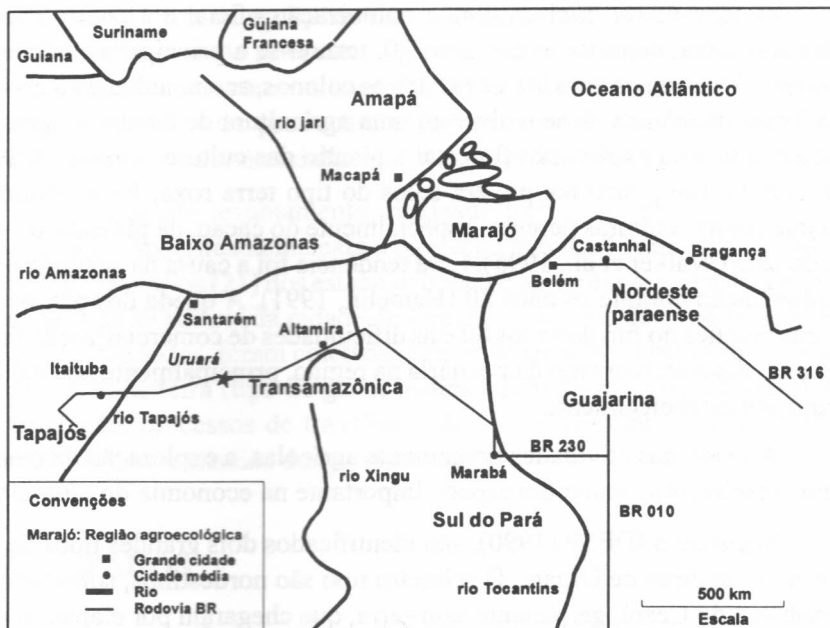 Suriname
Guiana
Francesa
Guiana
Oceano Atlântico
Amapá
rio jari
Macapá
Marajó
Castanhal
Bragança
Baixo Amazonas
Belém
rio Amazonas
Nordeste
paraense
Santarém
Altamira
Uruará
Itaituba
BR 316
Transamazônica
Guajarina
rio Tapajós
Tapajós
BR 230
rio Xingu
Marabá
Convenções
BR 010
Marajó: Região agroecológica
Sul do Pará
Grande cidade
Cidade média
rio Tocantins
Rio
500 km
Rodovia BR
Escala